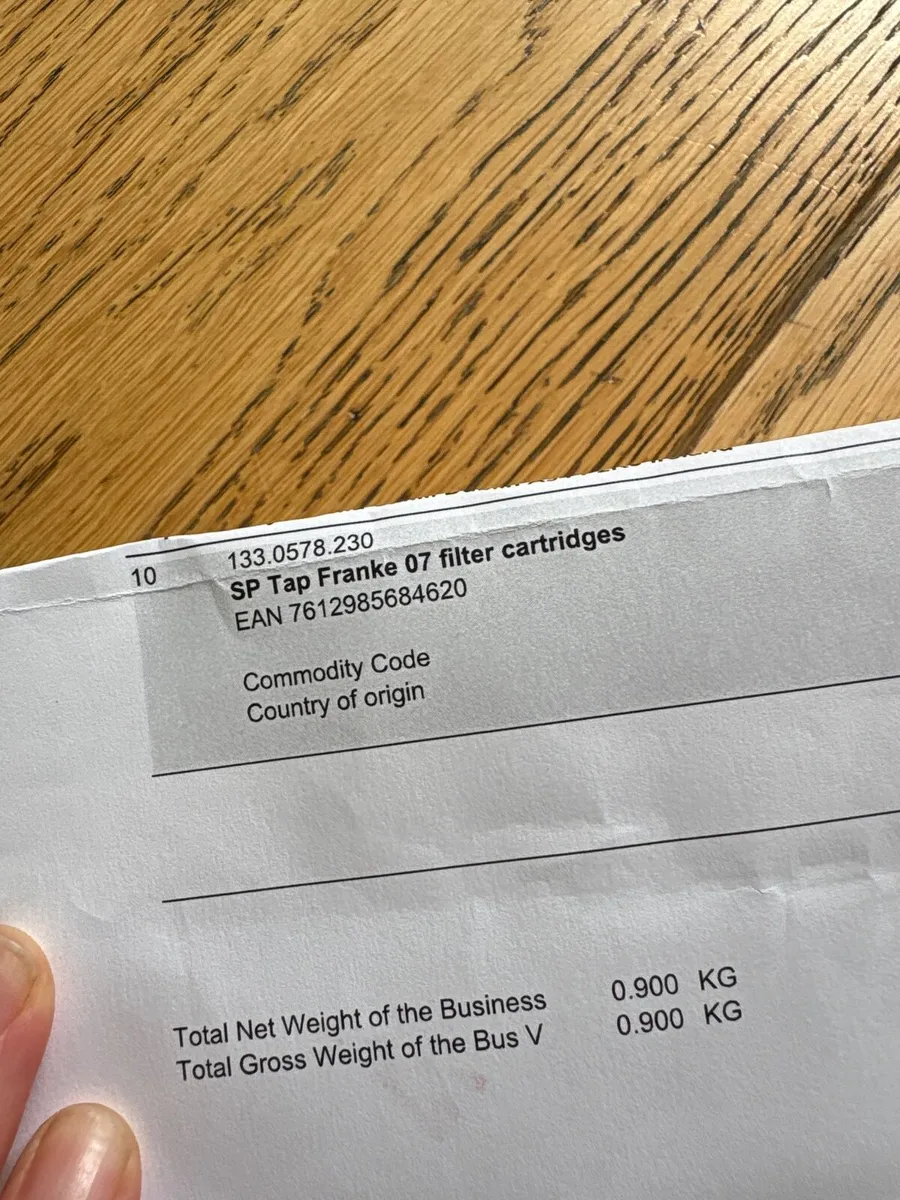 10 133.0578.230
SP Tap Franke 07 filter cartridges
EAN 7612985684620
Commodity Code
Country of origin
Total Net Weight of the Business 0.900 KG
Total Gross Weight of the Bus V 0.900 KG